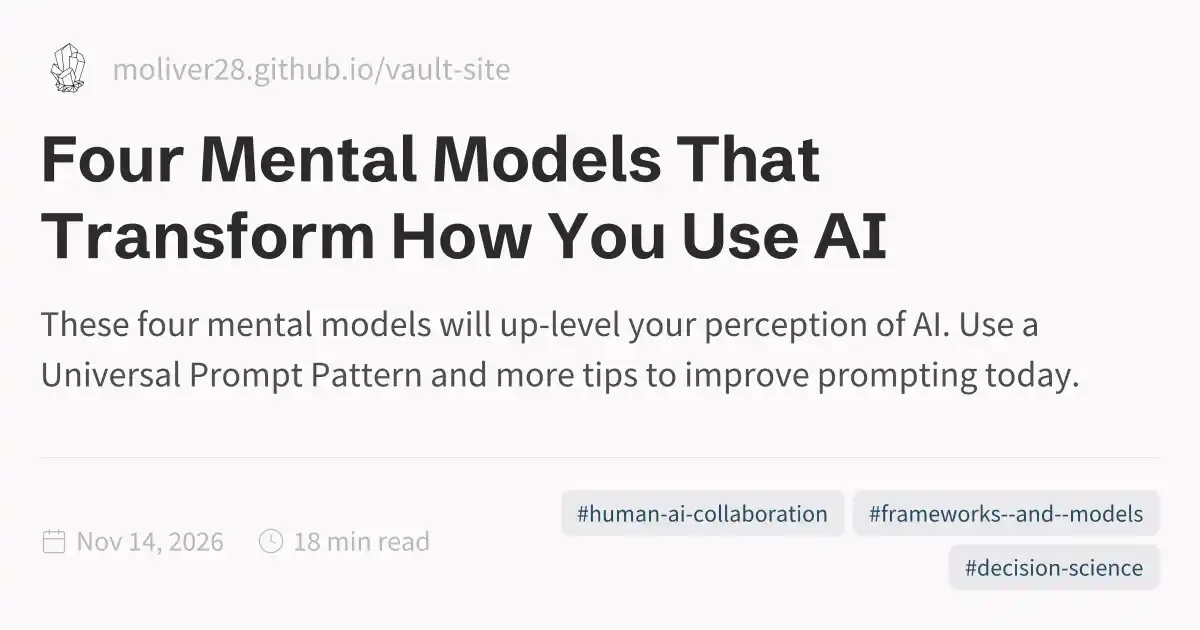 moliver28.github.io/vault-site
Four Mental Models That
Transform How You Use AI
These four mental models will up-level your perception of AI. Use a
Universal Prompt Pattern and more tips to improve prompting today.
Nov 14, 2026
18 min read
#human-ai-collaboration
#frameworks--and--models
#decision-science